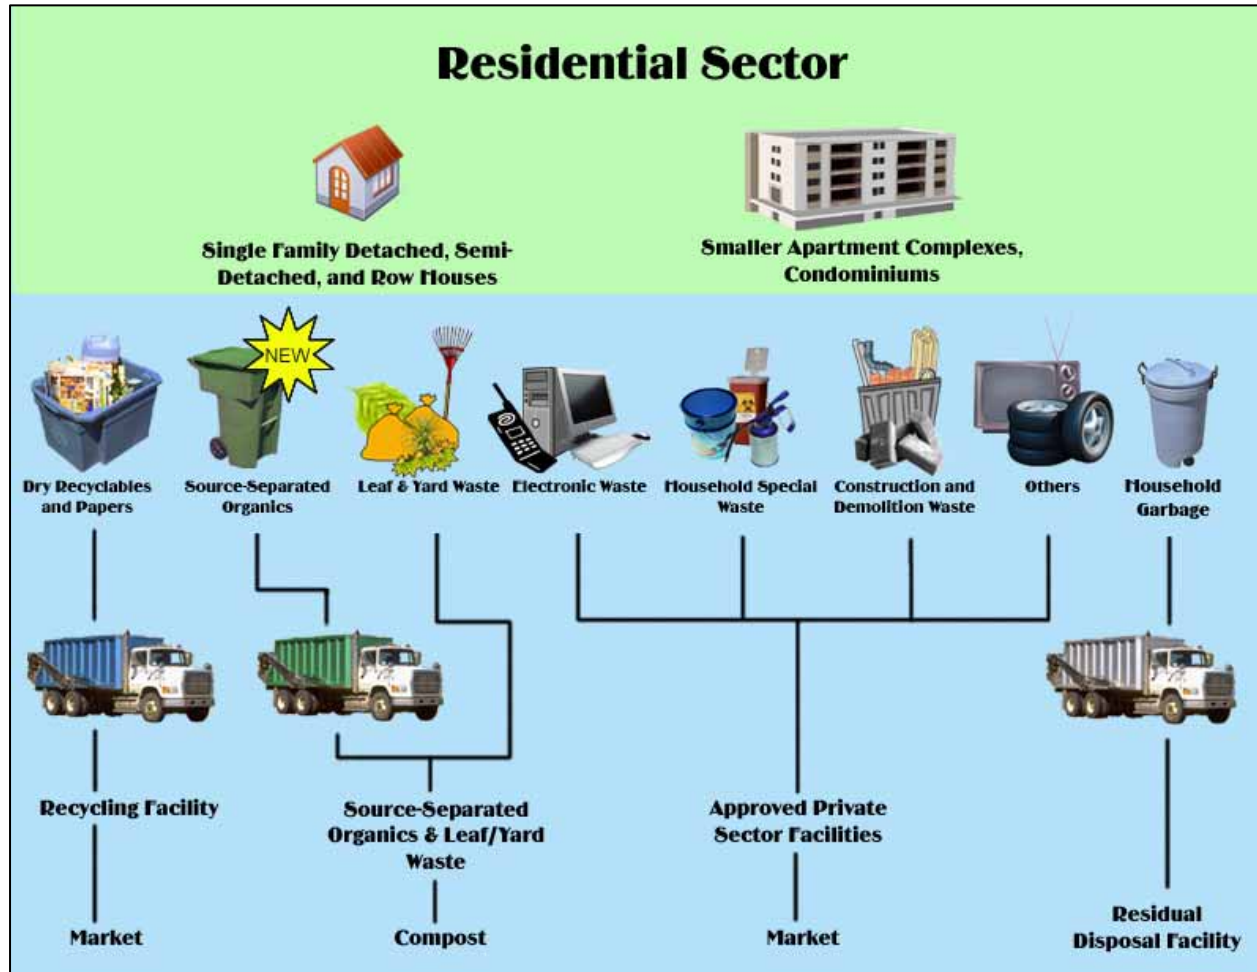 Residential Sector
Single Family Detached, Semi-
Detached, and Row Houses
Smaller Apartment Complexes,
Condominiums
NEW
Dry Recyclables
and Papers
Source-Separated
Organics
Leaf & Yard Waste
Electronic Waste
Household Special
Waste
Construction and
Demolition Waste
Others
Household
Garbage
Recycling Facility
Source-Separated
Organics & Leaf/Yard
Waste
Approved Private
Sector Facilities
Market
Compost
Market
Residual
Disposal Facility